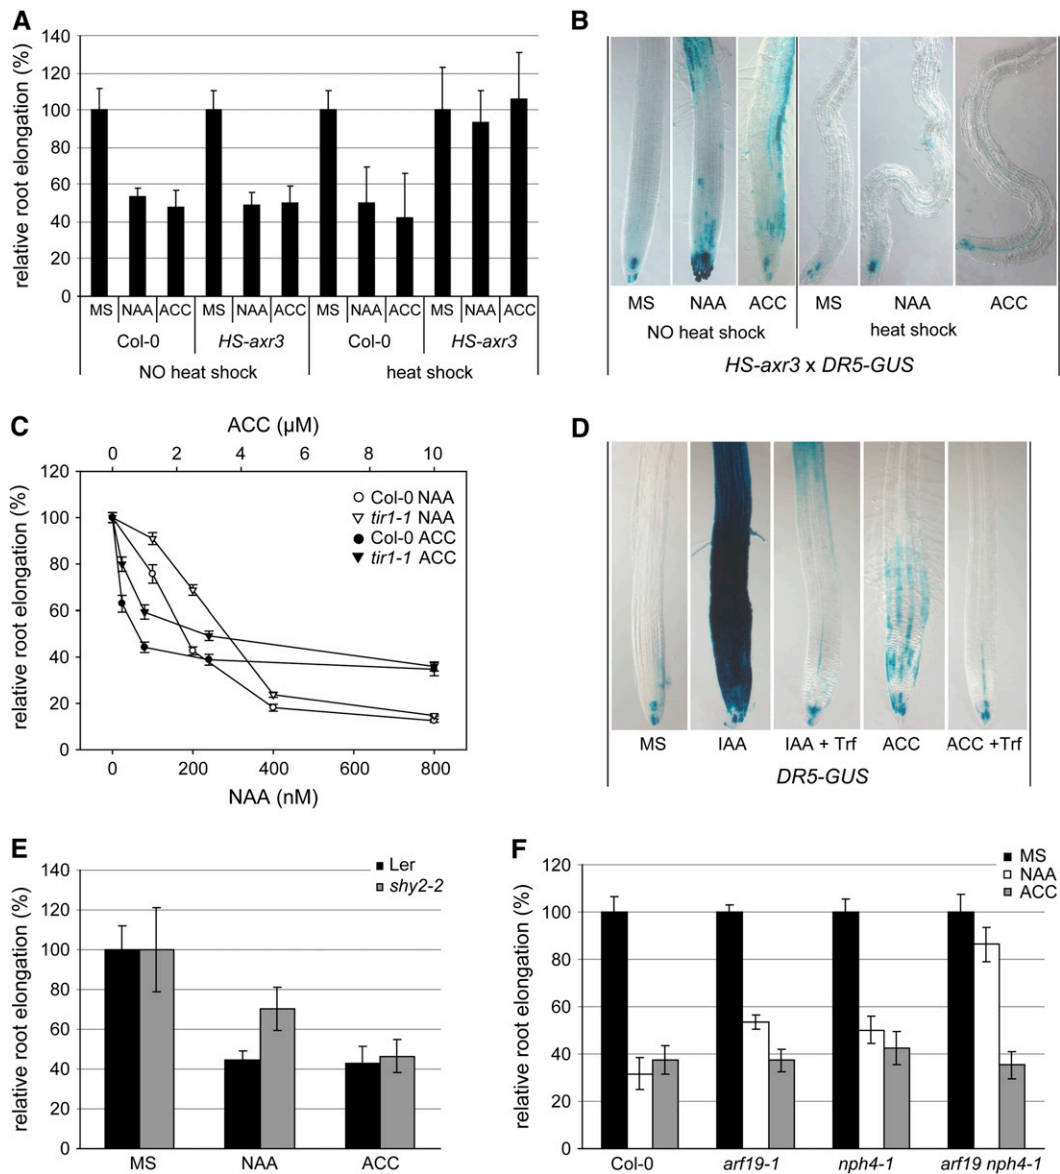 A
relative root elongation (%)
140
120
100
80
60
40
20
0
MS NAA ACC MS NAA ACC MS NAA ACC MS NAA ACC
Col-0 HS-axr3 Col-0 HS-axr3
NO heat shock heat shock
B
MS NAA ACC MS NAA ACC
NO heat shock heat shock
HS-axr3 x DR5-GUS
C
ACC (µM)
0 2 4 6 8 10
relative root elongation (%)
120
100
80
60
40
20
0
Col-0 NAA
tir1-1 NAA
Col-0 ACC
tir1-1 ACC
0 200 400 600 800
NAA (nM)
D
MS IAA IAA + Trf ACC ACC +Trf
DR5-GUS
E
relative root elongation (%)
140
120
100
80
60
40
20
0
Ler
shy2-2
MS NAA ACC
F
relative root elongation (%)
120
100
80
60
40
20
0
MS
NAA
ACC
Col-0 arf19-1 nph4-1 arf19 nph4-1